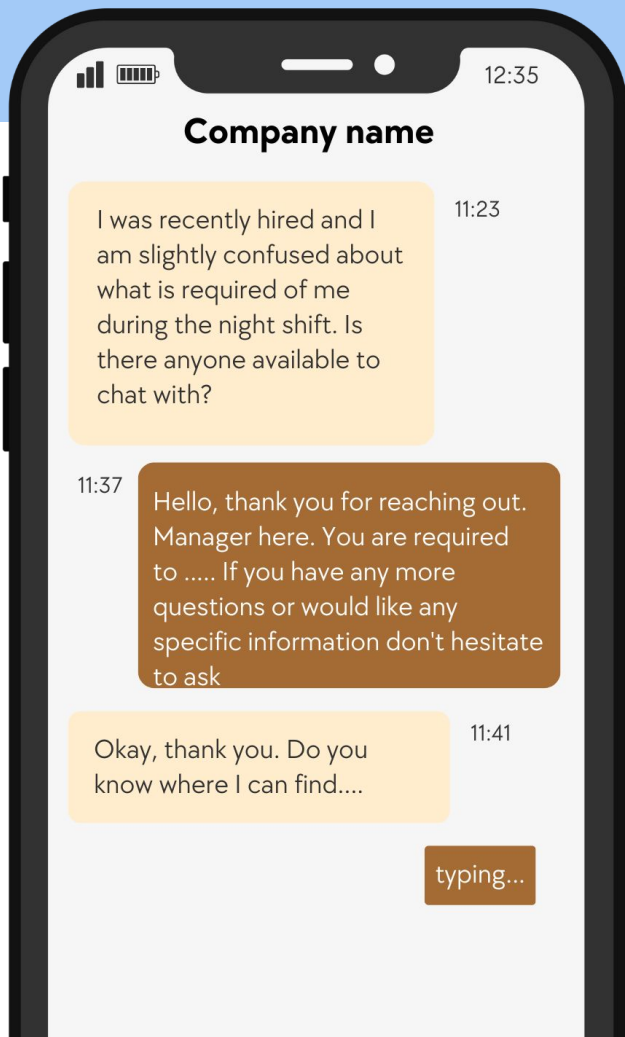 12:35
Company name
I was recently hired and I
am slightly confused about
what is required of me
during the night shift. Is
there anyone available to
chat with?
11:23
11:37
Hello, thank you for reaching out.
Manager here. You are required
to ..... If you have any more
questions or would like any
specific information don't hesitate
to ask
Okay, thank you. Do you
know where I can find....
11:41
typing...